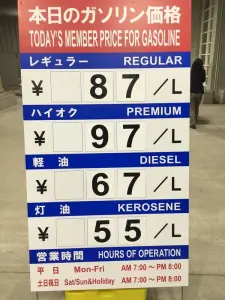 本日のガソリン価格
TODAY'S MEMBER PRICE FOR GASOLINE
レギュラー REGULAR
¥ 87/L
ハイオク PREMIUM
¥ 97/L
軽油 DIESEL
¥ 67/L
灯油 KEROSENE
¥ 55/L
営業時間 HOURS OF OPERATION
平日 Mon-Fri AM 7:00～PM 8:00
土日祝日 Sat/Sun&Holiday AM 7:00～PM 8:00